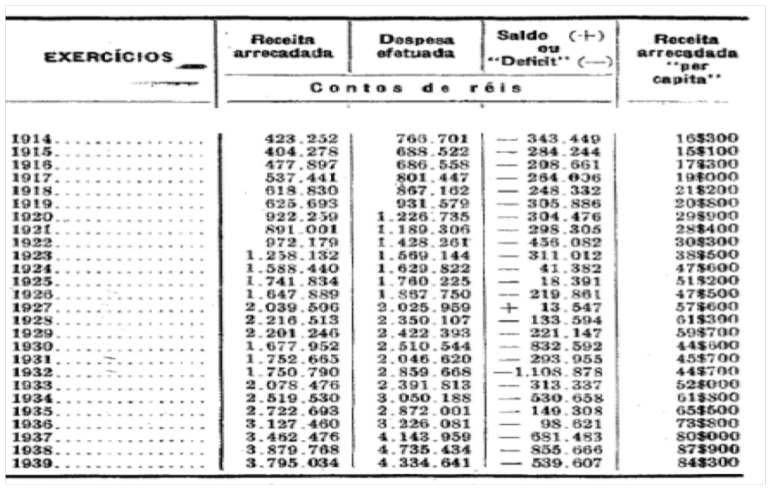 EXERCÍCIOS
Receita arrecadada
Despesa efetuada
Saldo (+) ou "Deficit" (—)
Receita arrecadada "per capita"
Contos de réis
1914 423.252 766.701 — 343.449 16$300
1915 404.278 688.522 — 284.244 15$100
1916 477.897 686.558 — 208.661 17$300
1917 537.441 801.447 — 264.006 19$000
1918 618.830 867.162 — 248.332 21$200
1919 625.693 931.579 — 305.886 20$800
1920 922.259 1.226.735 — 304.476 29$900
1921 891.001 1.189.306 — 298.305 28$400
1922 972.179 1.428.261 — 456.082 30$300
1923 1.258.132 1.569.144 — 311.012 38$500
1924 1.588.440 1.629.822 — 41.382 47$600
1925 1.741.834 1.760.225 — 18.391 51$200
1926 1.647.889 1.867.750 — 219.861 47$500
1927 2.039.506 2.025.959 + 13.547 57$600
1928 2.216.513 2.350.107 — 133.594 61$300
1929 2.201.246 2.422.393 — 221.147 59$700
1930 1.677.952 2.510.544 — 832.592 44$600
1931 1.752.665 2.046.620 — 293.955 45$700
1932 1.750.790 2.859.668 —1.108.878 44$700
1933 2.078.476 2.391.813 — 313.337 52$000
1934 2.519.530 3.050.188 — 530.658 61$800
1935 2.722.693 2.872.001 — 149.308 65$500
1936 3.127.460 3.226.081 — 98.621 73$800
1937 3.462.476 4.143.959 — 681.483 80$000
1938 3.879.768 4.735.434 — 855.666 87$900
1939 3.795.034 4.334.641 — 539.607 84$300